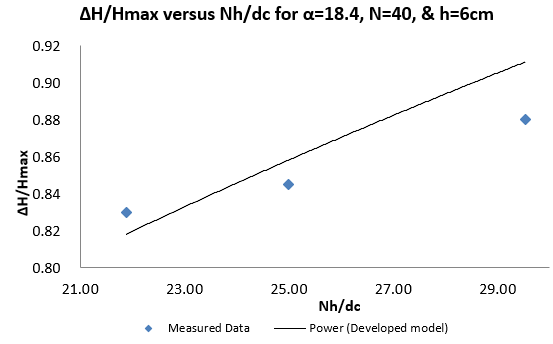 ΔH/Hmax versus Nh/dc for α=18.4, N=40, & h=6cm
0.92
0.90
0.88
0.86
0.84
0.82
0.80
ΔH/Hmax
21.00 23.00 25.00 27.00 29.00
Nh/dc
Measured Data Power (Developed model)